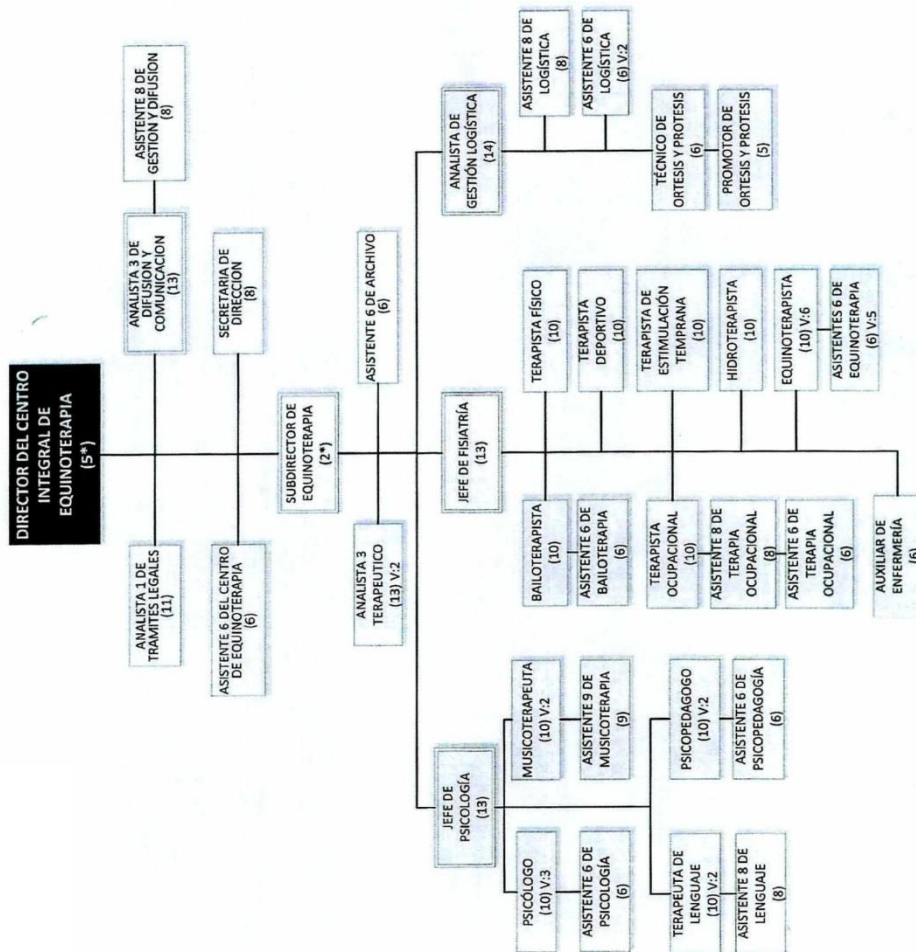 DIRECTOR DEL CENTRO
INTEGRAL DE
EQUINOTERAPIA
(5*)
ANALISTA 1 DE
TRAMITES LEGALES
(11)
ANALISTA 3 DE
DIFUSION Y
COMUNICACION
(13)
ASISTENTE 8 DE
GESTION Y DIFUSION
(8)
ASISTENTE 6 DEL CENTRO
DE EQUINOTERAPIA
(6)
SECRETARIA DE
DIRECCION
(8)
SUBDIRECTOR DE
EQUINOTERAPIA
(2*)
ANALISTA 3
TERAPEUTICO
(13) V:2
ASISTENTE 6 DE ARCHIVO
(6)
JEFE DE
PSICOLOGÍA
(13)
PSICÓLOGO
(10) V:3
ASISTENTE 6 DE
PSICOLOGÍA
(6)
MUSICOTERAPEUTA
(10) V:2
ASISTENTE 9 DE
MUSICOTERAPIA
(9)
TERAPEUTA DE
LENGUAJE
(10) V:2
ASISTENTE 8 DE
LENGUAJE
(8)
PSICOPEDAGOGO
(10) V:2
ASISTENTE 6 DE
PSICOPEDAGOGÍA
(6)
JEFE DE FISIATRÍA
(13)
BAILOTERAPISTA
(10)
ASISTENTE 6 DE
BAILOTERAPIA
(6)
TERAPISTA
OCUPACIONAL
(10)
ASISTENTE 8 DE
TERAPIA
OCUPACIONAL
(8)
ASISTENTE 6 DE
TERAPIA
OCUPACIONAL
(6)
AUXILIAR DE
ENFERMERÍA
(6)
TERAPISTA FÍSICO
(10)
TERAPISTA
DEPORTIVO
(10)
TERAPISTA DE
ESTIMULACIÓN
TEMPRANA
(10)
HIDROTERAPISTA
(10)
EQUINOTERAPISTA
(10) V:6
ASISTENTES 6 DE
EQUINOTERAPIA
(6) V:5
ANALISTA DE
GESTIÓN LOGÍSTICA
(14)
ASISTENTE 8 DE
LOGÍSTICA
(8)
ASISTENTE 6 DE
LOGÍSTICA
(6) V:2
TÉCNICO DE
ORTESIS Y PROTESIS
(6)
PROMOTOR DE
ORTESIS Y PROTESIS
(5)